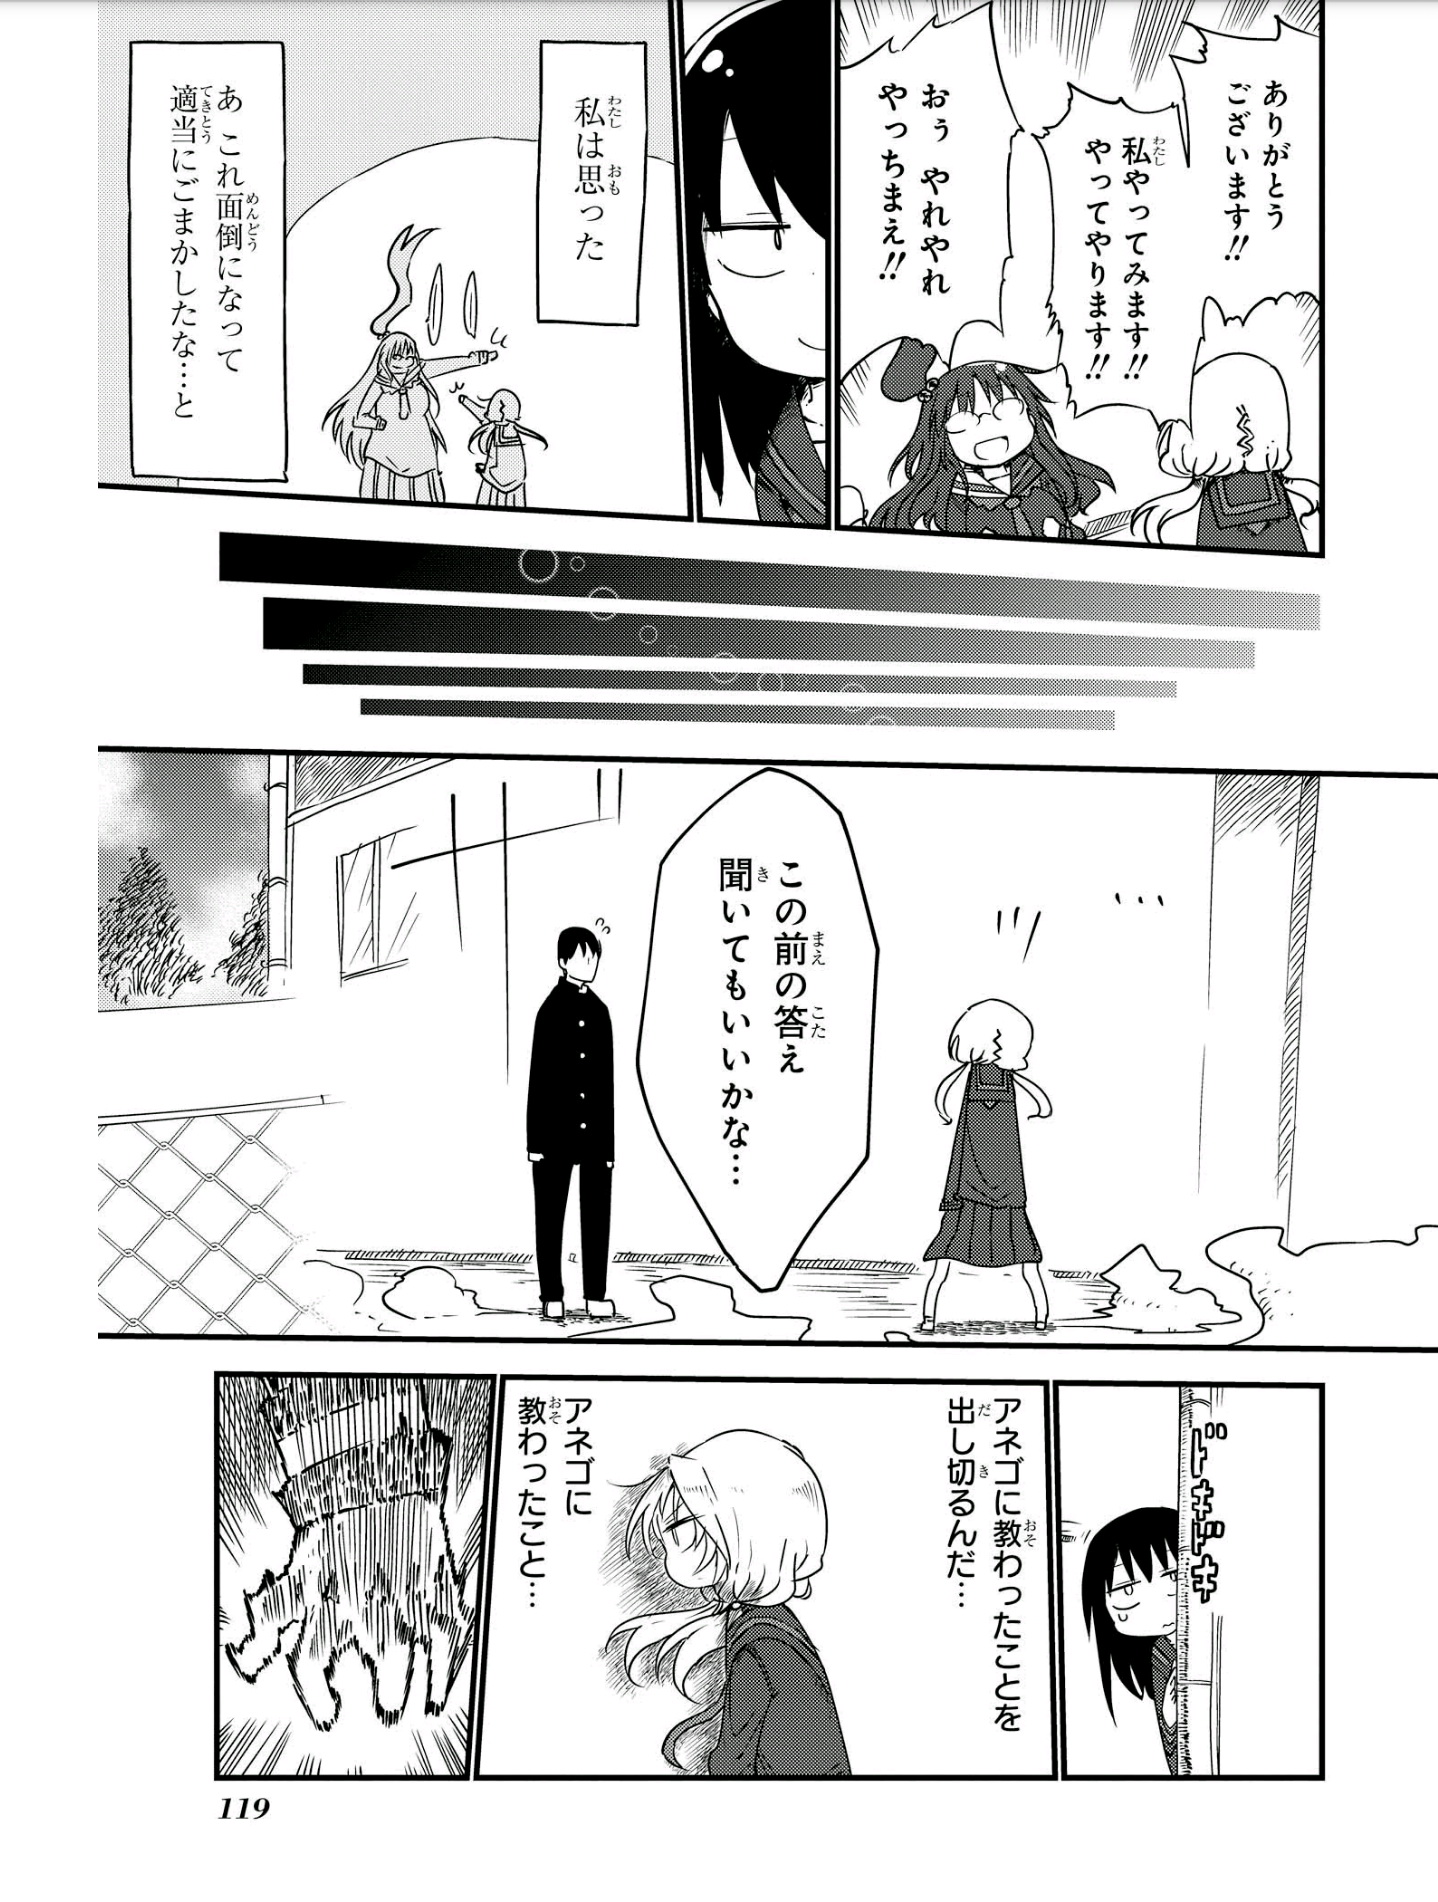 ありがとう
ございます!!
私やってみます!!
やってやります!!
おぅ やれやれ
やっちまえ!!
私は思った
あ これ面倒になって
適当にごまかしたな……と
…
この前の答え
聞いてもいいかな…
ドキドキ
アネゴに教わったことを
出し切るんだ…
アネゴに
教わったこと…
119